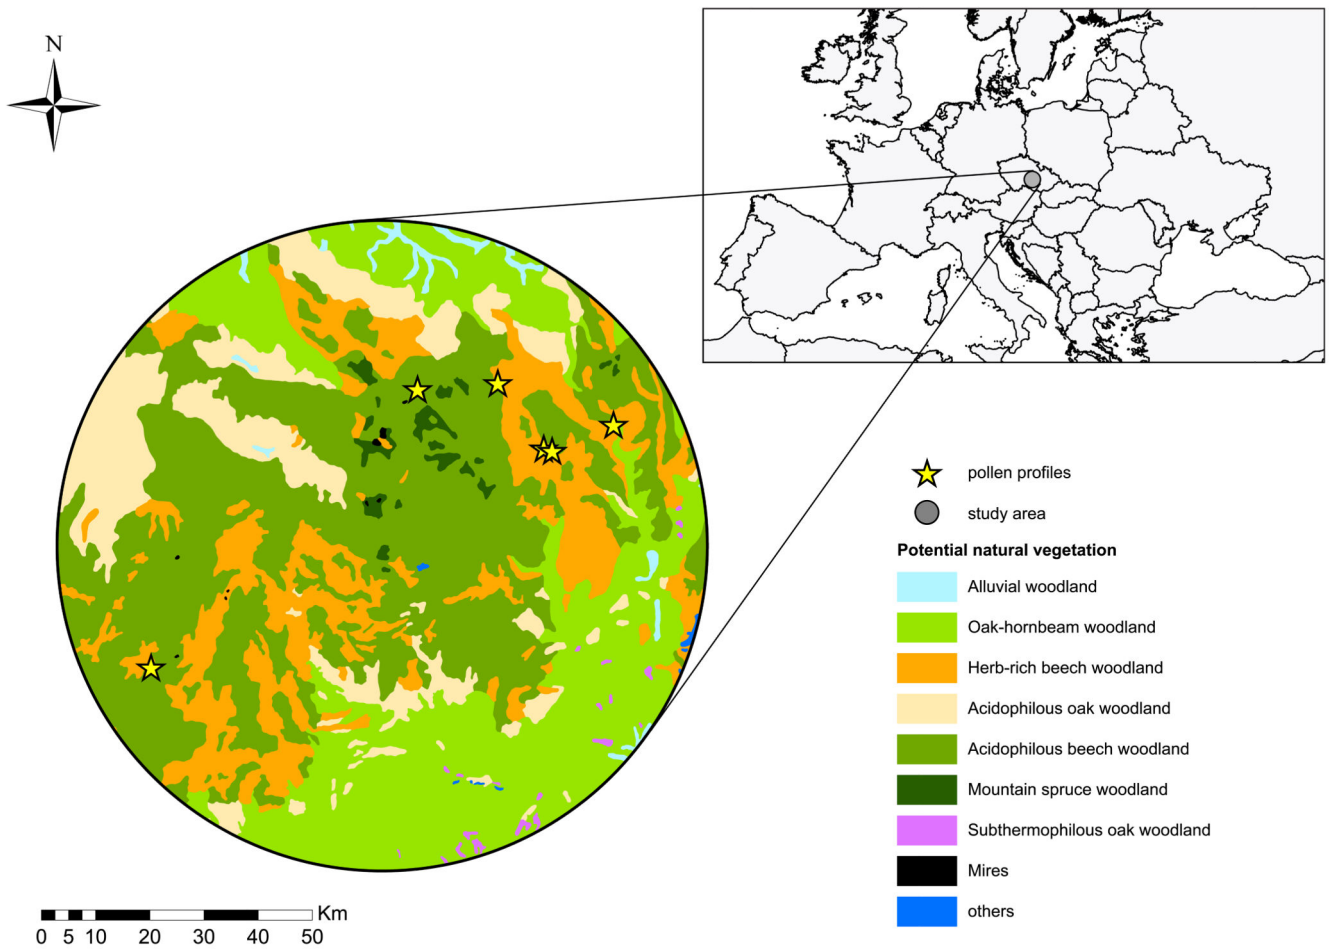 N
pollen profiles
study area
Potential natural vegetation
Alluvial woodland
Oak-hornbeam woodland
Herb-rich beech woodland
Acidophilous oak woodland
Acidophilous beech woodland
Mountain spruce woodland
Subthermophilous oak woodland
Mires
others
Km
0 5 10 20 30 40 50